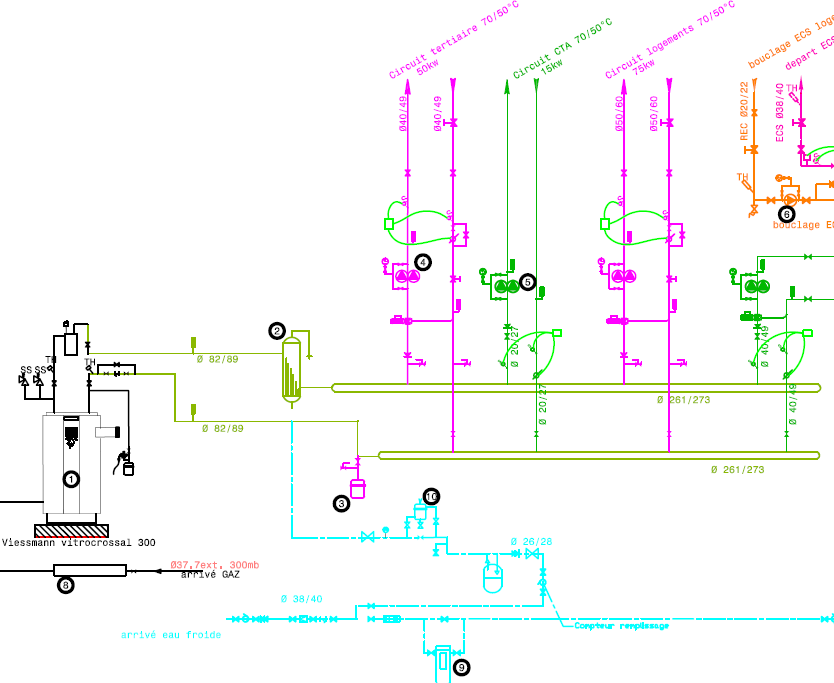 Circuit tertiaire 70/50°C
50kw
Circuit CTA 70/50°C
15kw
Circuit logements 70/50°C
75kw
bouclage ECS loge
depart EC
Ø40/49
Ø40/49
Ø50/60
Ø50/60
REC Ø20/22
ECS Ø38/40
TH
TH
6
bouclage EC
4
5
2
Ø 82/89
TH
TH
SS
SS
Ø 20/27
Ø 40/49
Ø 261/273
Ø 20/27
Ø 40/49
Ø 82/89
Ø 261/273
1
3
10
Viessmann vitrocrossal 300
Ø 26/28
Ø37,7ext, 300mb
arrivé GAZ
8
Ø 38/40
arrivé eau froide
Compteur remplissage
9